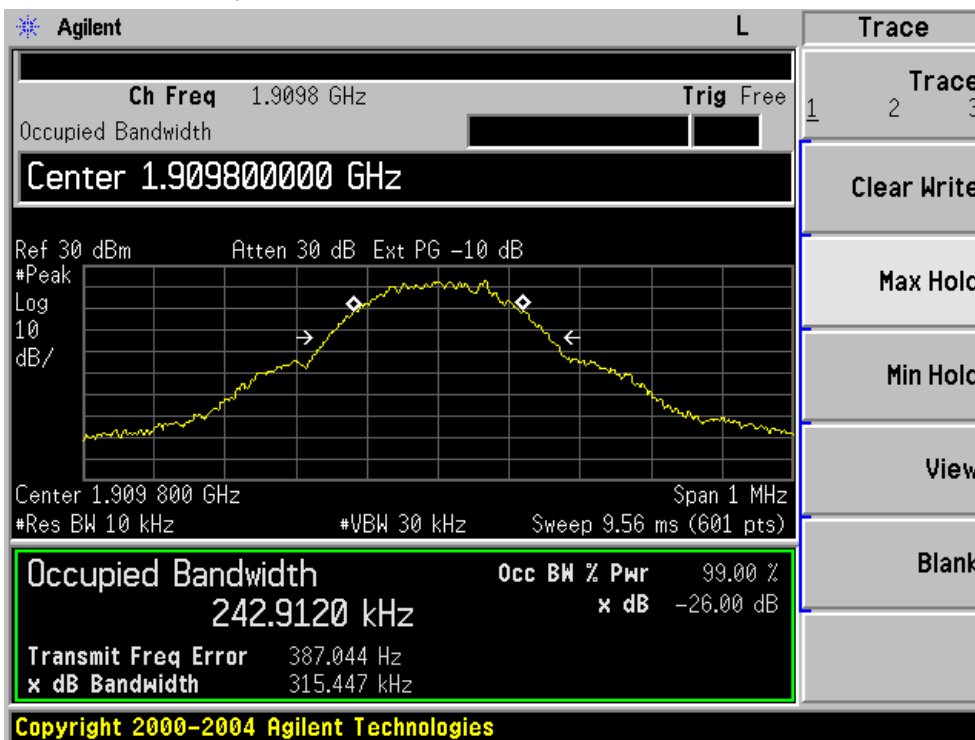 Agilent L Trace
Ch Freq 1.9098 GHz Trig Free
Occupied Bandwidth
Center 1.909800000 GHz
Ref 30 dBm Atten 30 dB Ext PG -10 dB
#Peak
Log
10
dB/
Center 1.909 800 GHz Span 1 MHz
#Res BW 10 kHz #VBW 30 kHz Sweep 9.56 ms (601 pts)
Occupied Bandwidth Occ BW % Pwr 99.00 %
242.9120 kHz x dB -26.00 dB
Transmit Freq Error 387.044 Hz
x dB Bandwidth 315.447 kHz
Copyright 2000-2004 Agilent Technologies
Trace
1 2 3
Clear Write
Max Hold
Min Hold
View
Blank